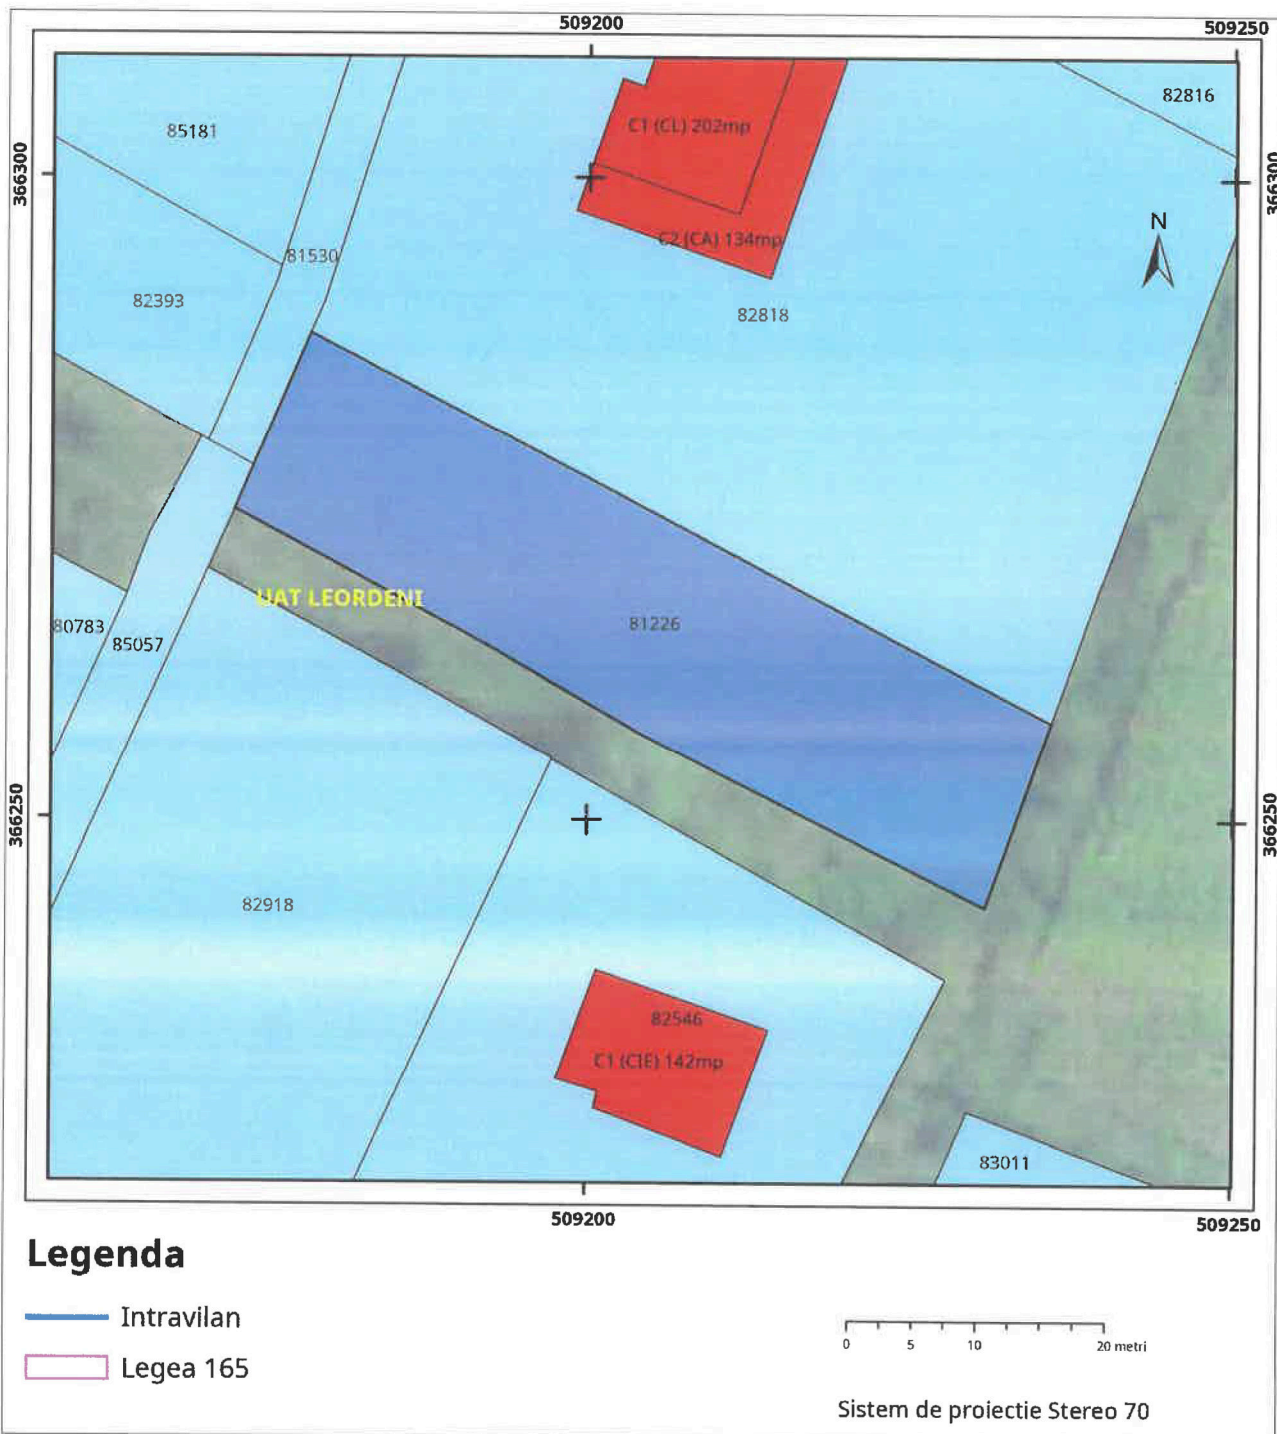 509200
509250
82816
85181
C1 (CL) 202mp
366300
366300
N
81530
C2 (CA) 134mp
82393
82818
UAT LEORDENI
81226
80783
85057
366250
366250
82918
82546
C1 (CIE) 142mp
83011
509200
509250
Legenda
Intravilan
Legea 165
0 5 10 20 metri
Sistem de proiectie Stereo 70